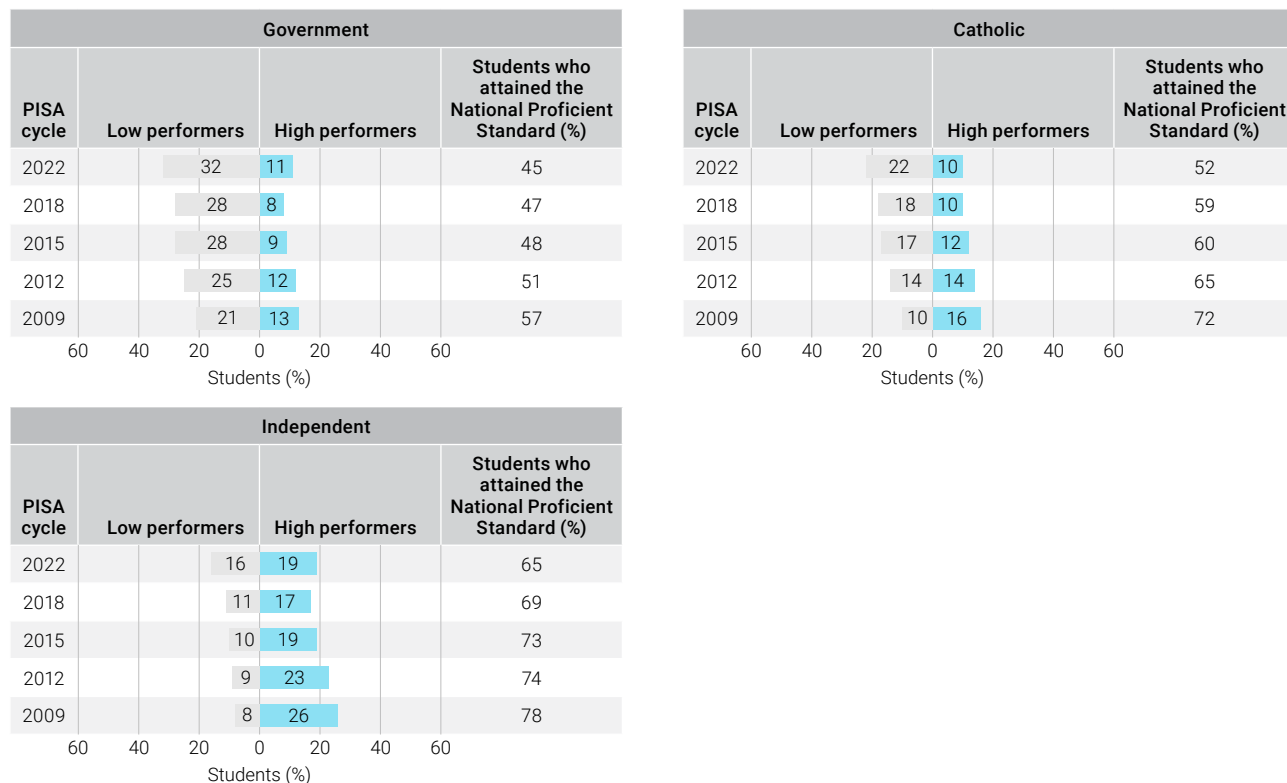 Government
PISA cycle Low performers High performers Students who attained the National Proficient Standard (%)
2022 32 11 45
2018 28 8 47
2015 28 9 48
2012 25 12 51
2009 21 13 57
60 40 20 0 20 40 60
Students (%)
Catholic
PISA cycle Low performers High performers Students who attained the National Proficient Standard (%)
2022 22 10 52
2018 18 10 59
2015 17 12 60
2012 14 14 65
2009 10 16 72
60 40 20 0 20 40 60
Students (%)
Independent
PISA cycle Low performers High performers Students who attained the National Proficient Standard (%)
2022 16 19 65
2018 11 17 69
2015 10 19 73
2012 9 23 74
2009 8 26 78
60 40 20 0 20 40 60
Students (%)